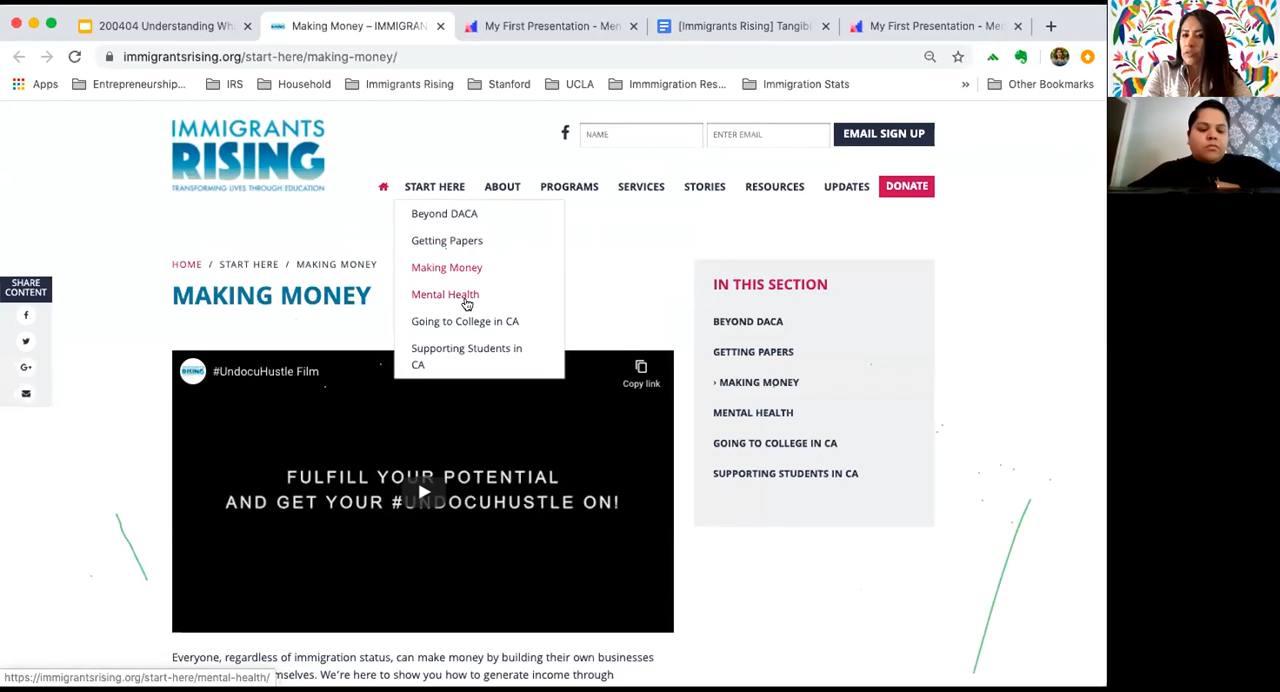 200404 Understanding Wh
Making Money – IMMIGRANT
My First Presentation - Men
[Immigrants Rising] Tangibl
My First Presentation - Men
immigrantsrising.org/start-here/making-money/
Apps
Entrepreneurship...
IRS
Household
Immigrants Rising
Stanford
UCLA
Immmigration Res...
Immigration Stats
»
Other Bookmarks
IMMIGRANTS
RISING
TRANSFORMING LIVES THROUGH EDUCATION
NAME
ENTER EMAIL
EMAIL SIGN UP
START HERE
ABOUT
PROGRAMS
SERVICES
STORIES
RESOURCES
UPDATES
DONATE
Beyond DACA
Getting Papers
Making Money
Mental Health
Going to College in CA
Supporting Students in
CA
HOME / START HERE / MAKING MONEY
MAKING MONEY
SHARE
CONTENT
G+
#UndocuHustle Film
Copy link
FULFILL YOUR POTENTIAL
AND GET YOUR #UNDOCUHUSTLE ON!
IN THIS SECTION
BEYOND DACA
GETTING PAPERS
› MAKING MONEY
MENTAL HEALTH
GOING TO COLLEGE IN CA
SUPPORTING STUDENTS IN CA
Everyone, regardless of immigration status, can make money by building their own businesses
mselves. We're here to show you how to generate income through
https://immigrantsrising.org/start-here/mental-health/